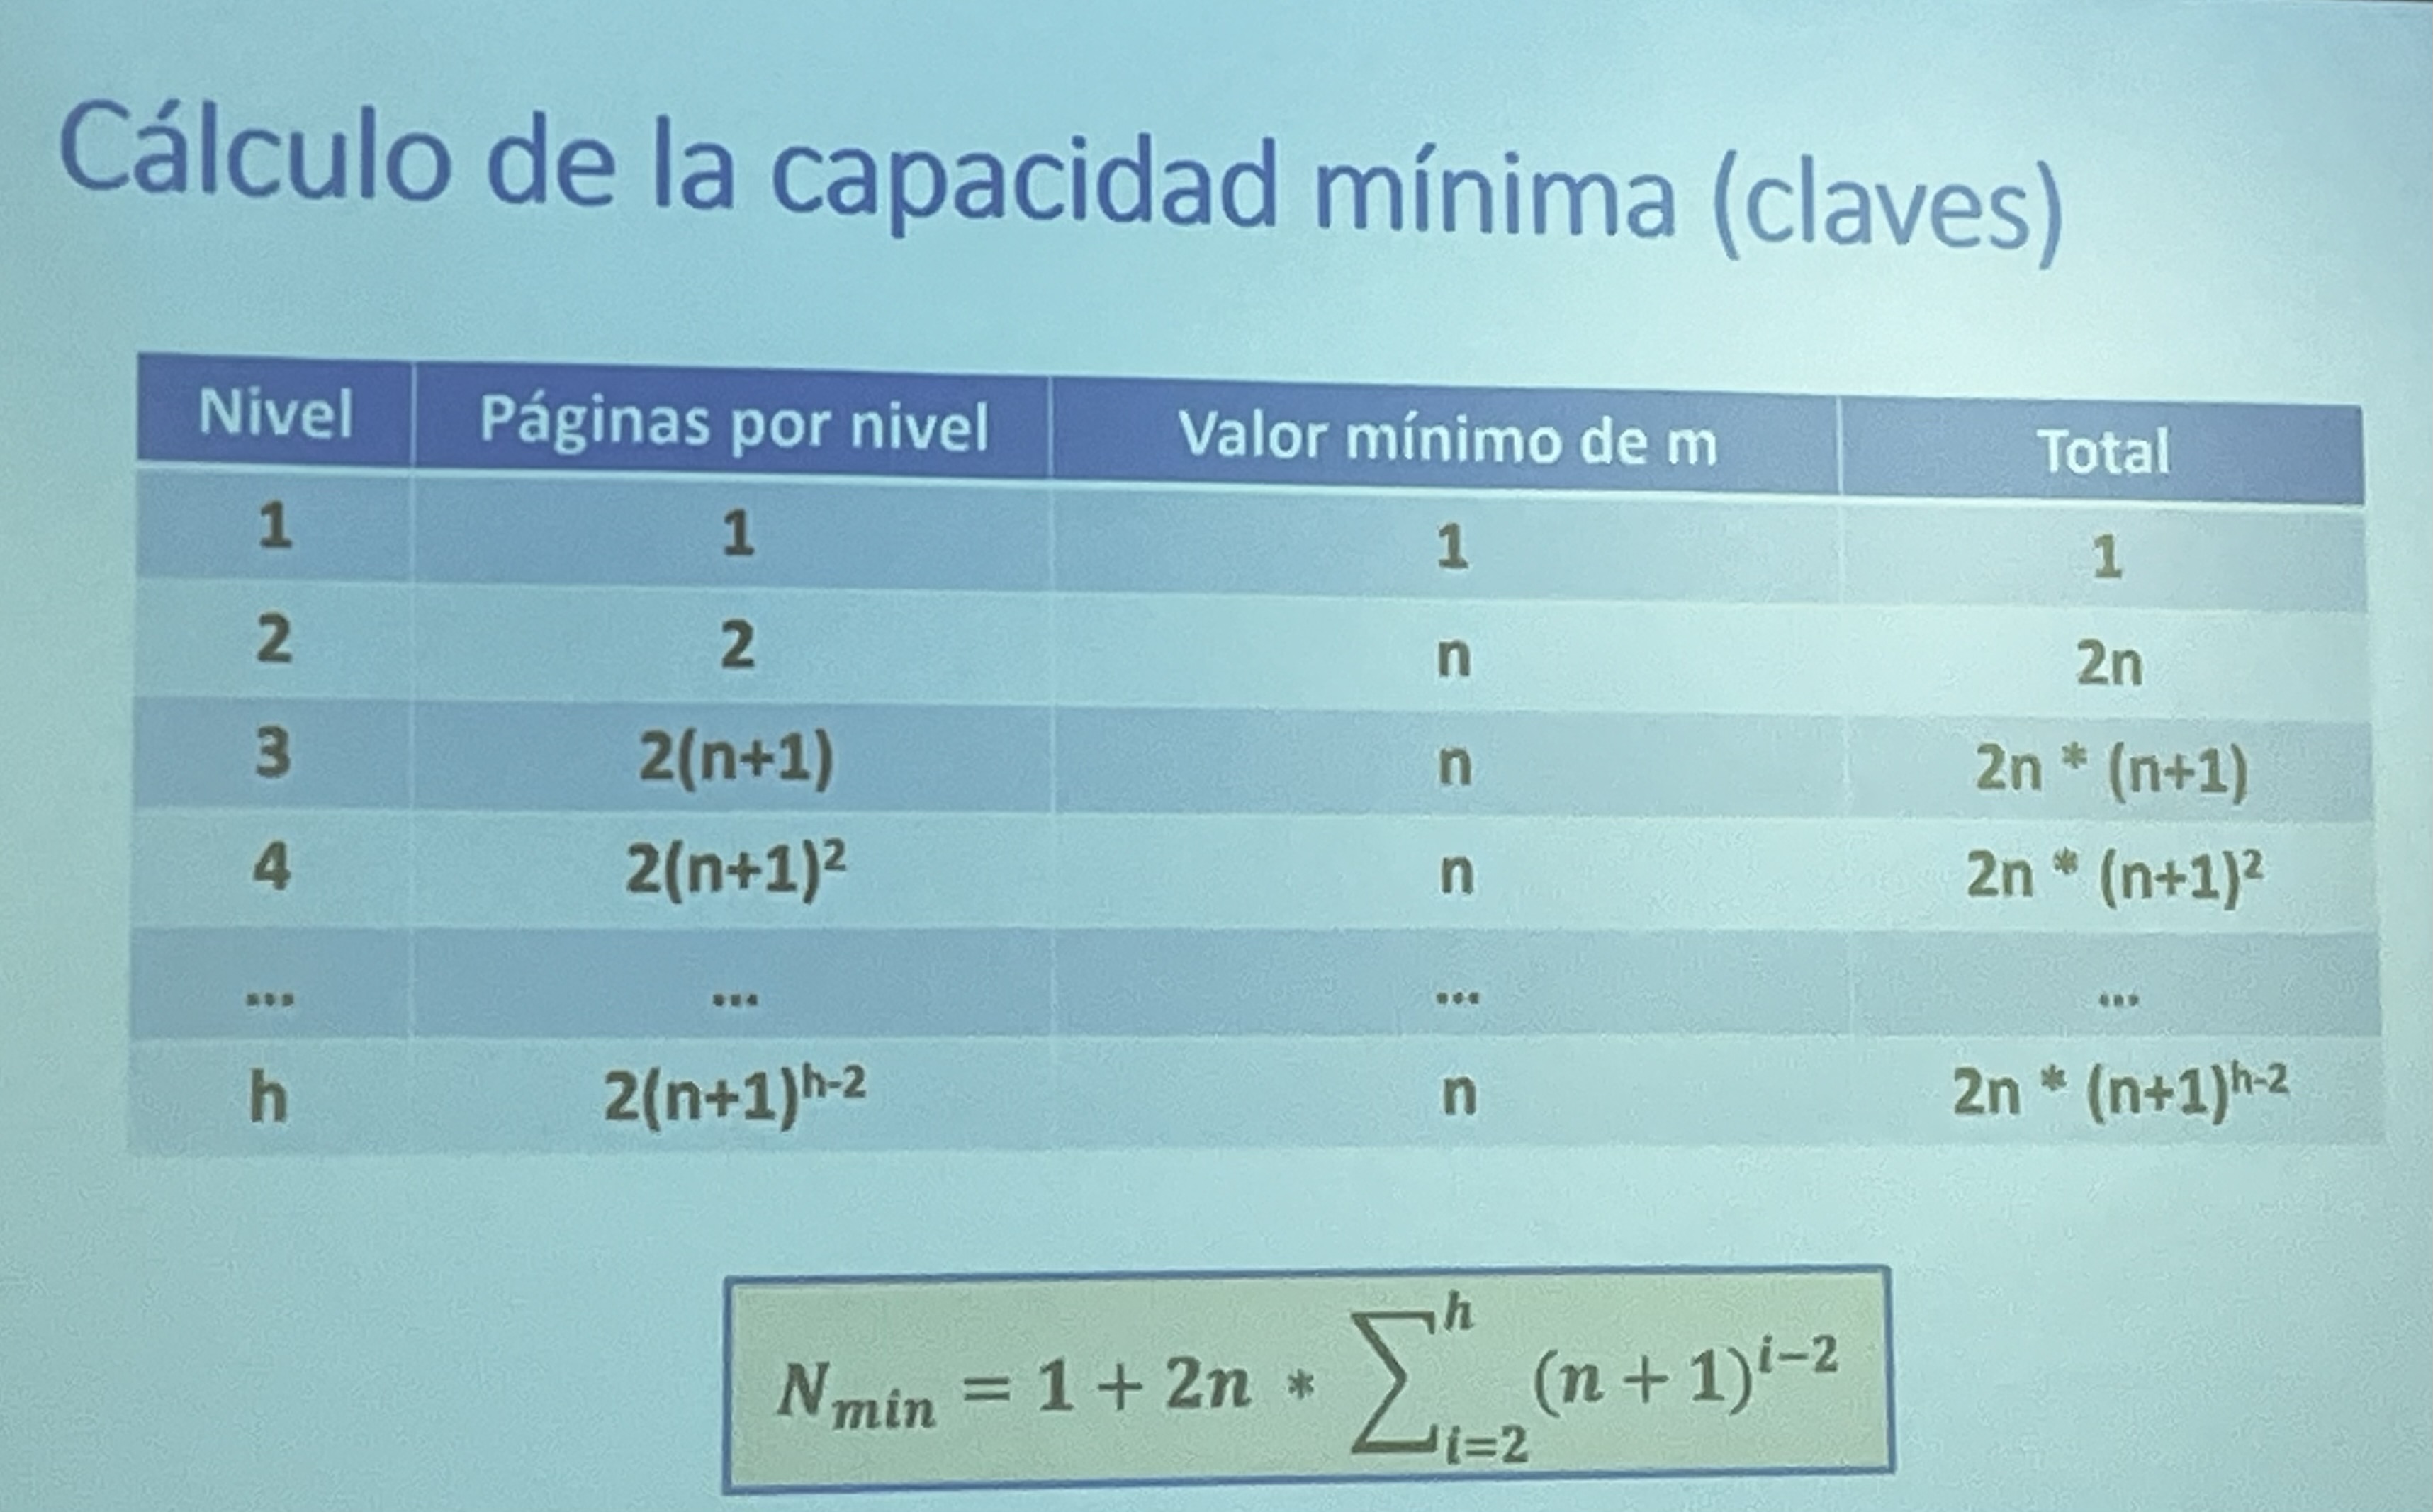 Cálculo de la capacidad mínima (claves)
Nivel Páginas por nivel Valor mínimo de m Total
1 1 1 1
2 2 n 2n
3 2(n+1) n 2n * (n+1)
4 2(n+1)² n 2n * (n+1)²
... ... ... ...
h 2(n+1)^{h-2} n 2n * (n+1)^{h-2}
N_{min} = 1 + 2n * \sum_{i=2}^{h} (n + 1)^{i-2}